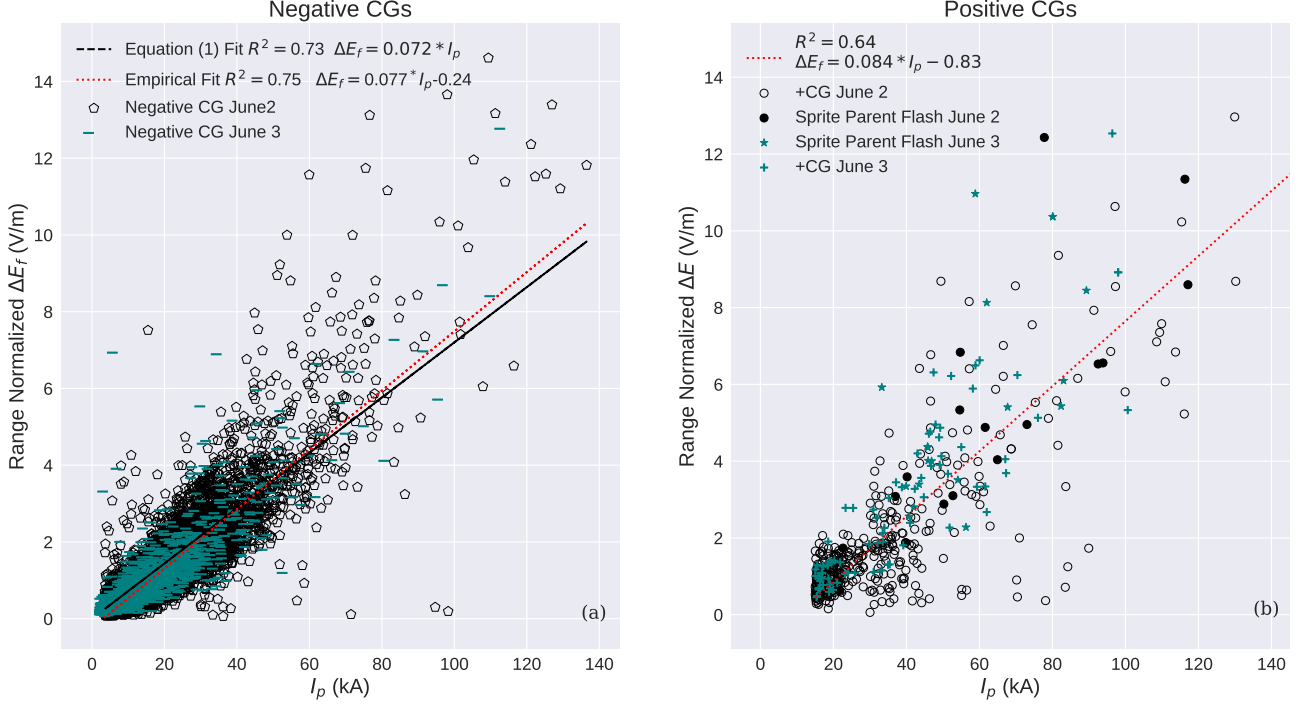 Negative CGs
Equation (1) Fit R² = 0.73 ΔE_f = 0.072 * I_p
Empirical Fit R² = 0.75 ΔE_f = 0.077*I_p-0.24
Negative CG June2
Negative CG June 3
Range Normalized ΔE_f (V/m)
14
12
10
8
6
4
2
0
(a)
0 20 40 60 80 100 120 140
I_p (kA)
Positive CGs
R² = 0.64
ΔE_f = 0.084 * I_p − 0.83
+CG June 2
Sprite Parent Flash June 2
Sprite Parent Flash June 3
+CG June 3
Range Normalized ΔE (V/m)
14
12
10
8
6
4
2
0
(b)
0 20 40 60 80 100 120 140
I_p (kA)